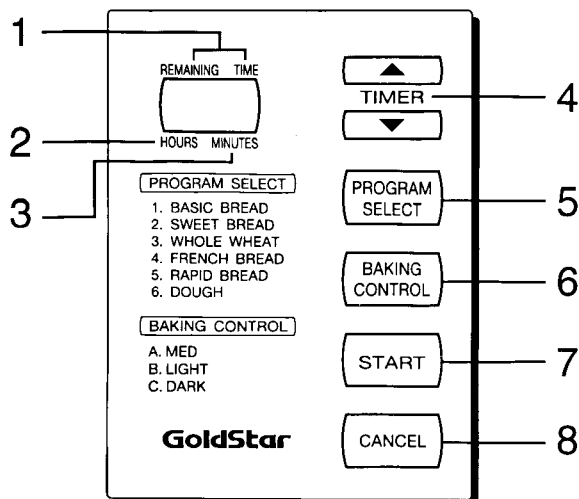 1
REMAINING TIME
2
HOURS MINUTES
3
PROGRAM SELECT
1. BASIC BREAD
2. SWEET BREAD
3. WHOLE WHEAT
4. FRENCH BREAD
5. RAPID BREAD
6. DOUGH
BAKING CONTROL
A. MED
B. LIGHT
C. DARK
GoldStar
TIMER
4
PROGRAM
SELECT
5
BAKING
CONTROL
6
START
7
CANCEL
8